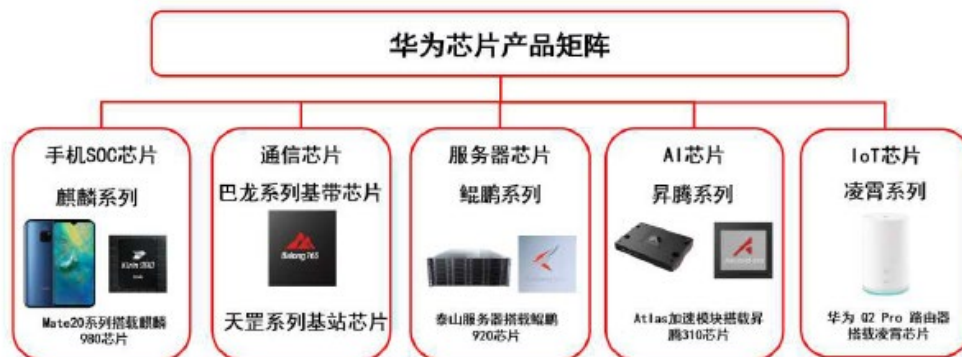 华为芯片产品矩阵
手机SOC芯片
麒麟系列
Kirin 980
Mate20系列搭载麒麟
980芯片
通信芯片
巴龙系列基带芯片
Balong 765
天罡系列基站芯片
服务器芯片
鲲鹏系列
泰山服务器搭载鲲鹏
920芯片
AI芯片
昇腾系列
Atlas加速模块搭载昇
腾310芯片
IoT芯片
凌霄系列
华为 Q2 Pro 路由器
搭载凌霄芯片